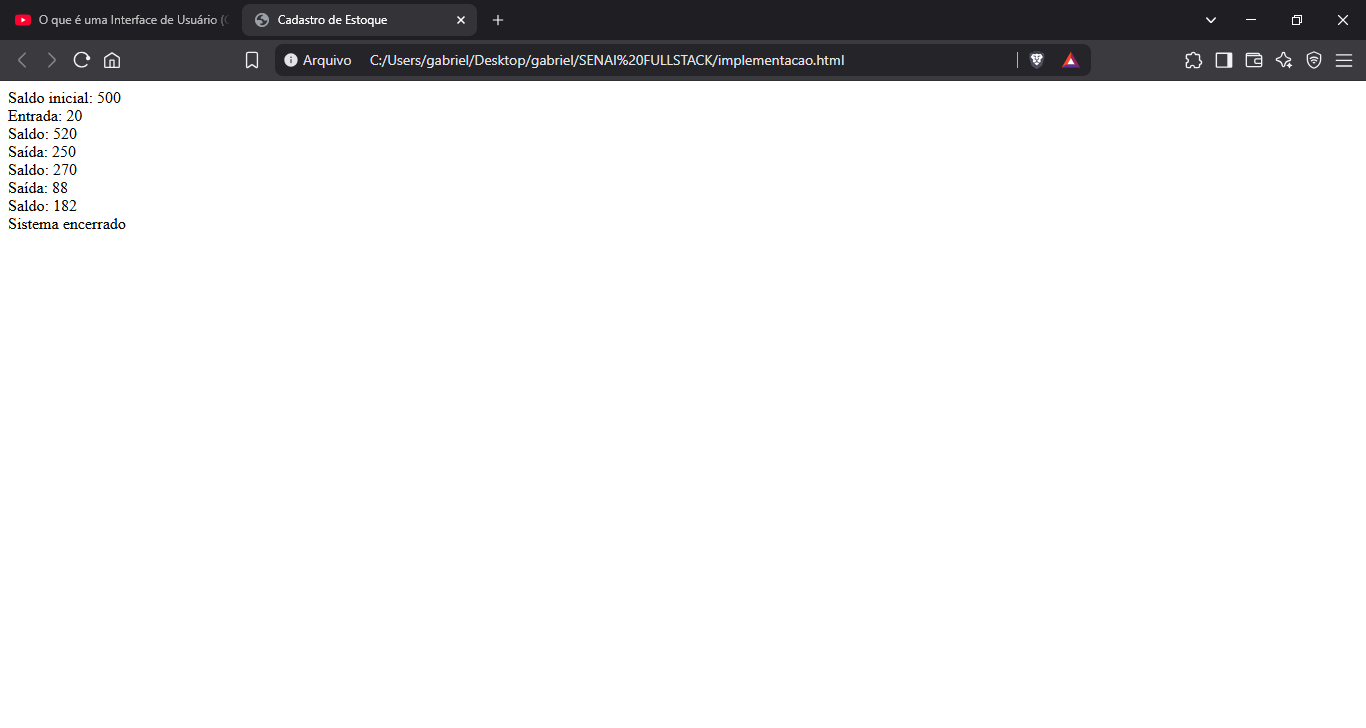 O que é uma Interface de Usuário (
Cadastro de Estoque
Arquivo C:/Users/gabriel/Desktop/gabriel/SENAI%20FULLSTACK/implementacao.html
Saldo inicial: 500
Entrada: 20
Saldo: 520
Saída: 250
Saldo: 270
Saída: 88
Saldo: 182
Sistema encerrado